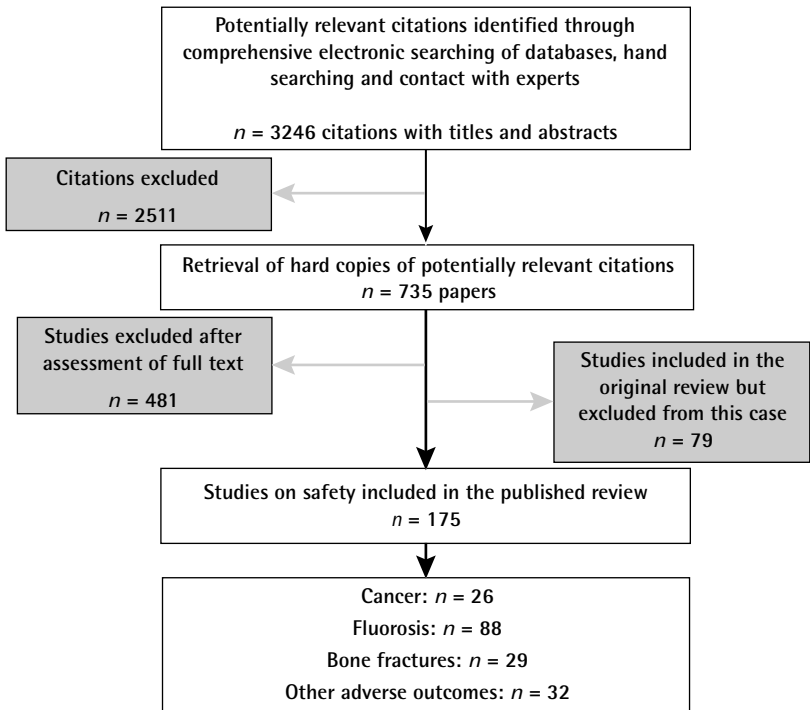 Potentially relevant citations identified through
comprehensive electronic searching of databases, hand
searching and contact with experts
n = 3246 citations with titles and abstracts
Citations excluded
n = 2511
Retrieval of hard copies of potentially relevant citations
n = 735 papers
Studies excluded after
assessment of full text
n = 481
Studies included in the
original review but
excluded from this case
n = 79
Studies on safety included in the published review
n = 175
Cancer: n = 26
Fluorosis: n = 88
Bone fractures: n = 29
Other adverse outcomes: n = 32